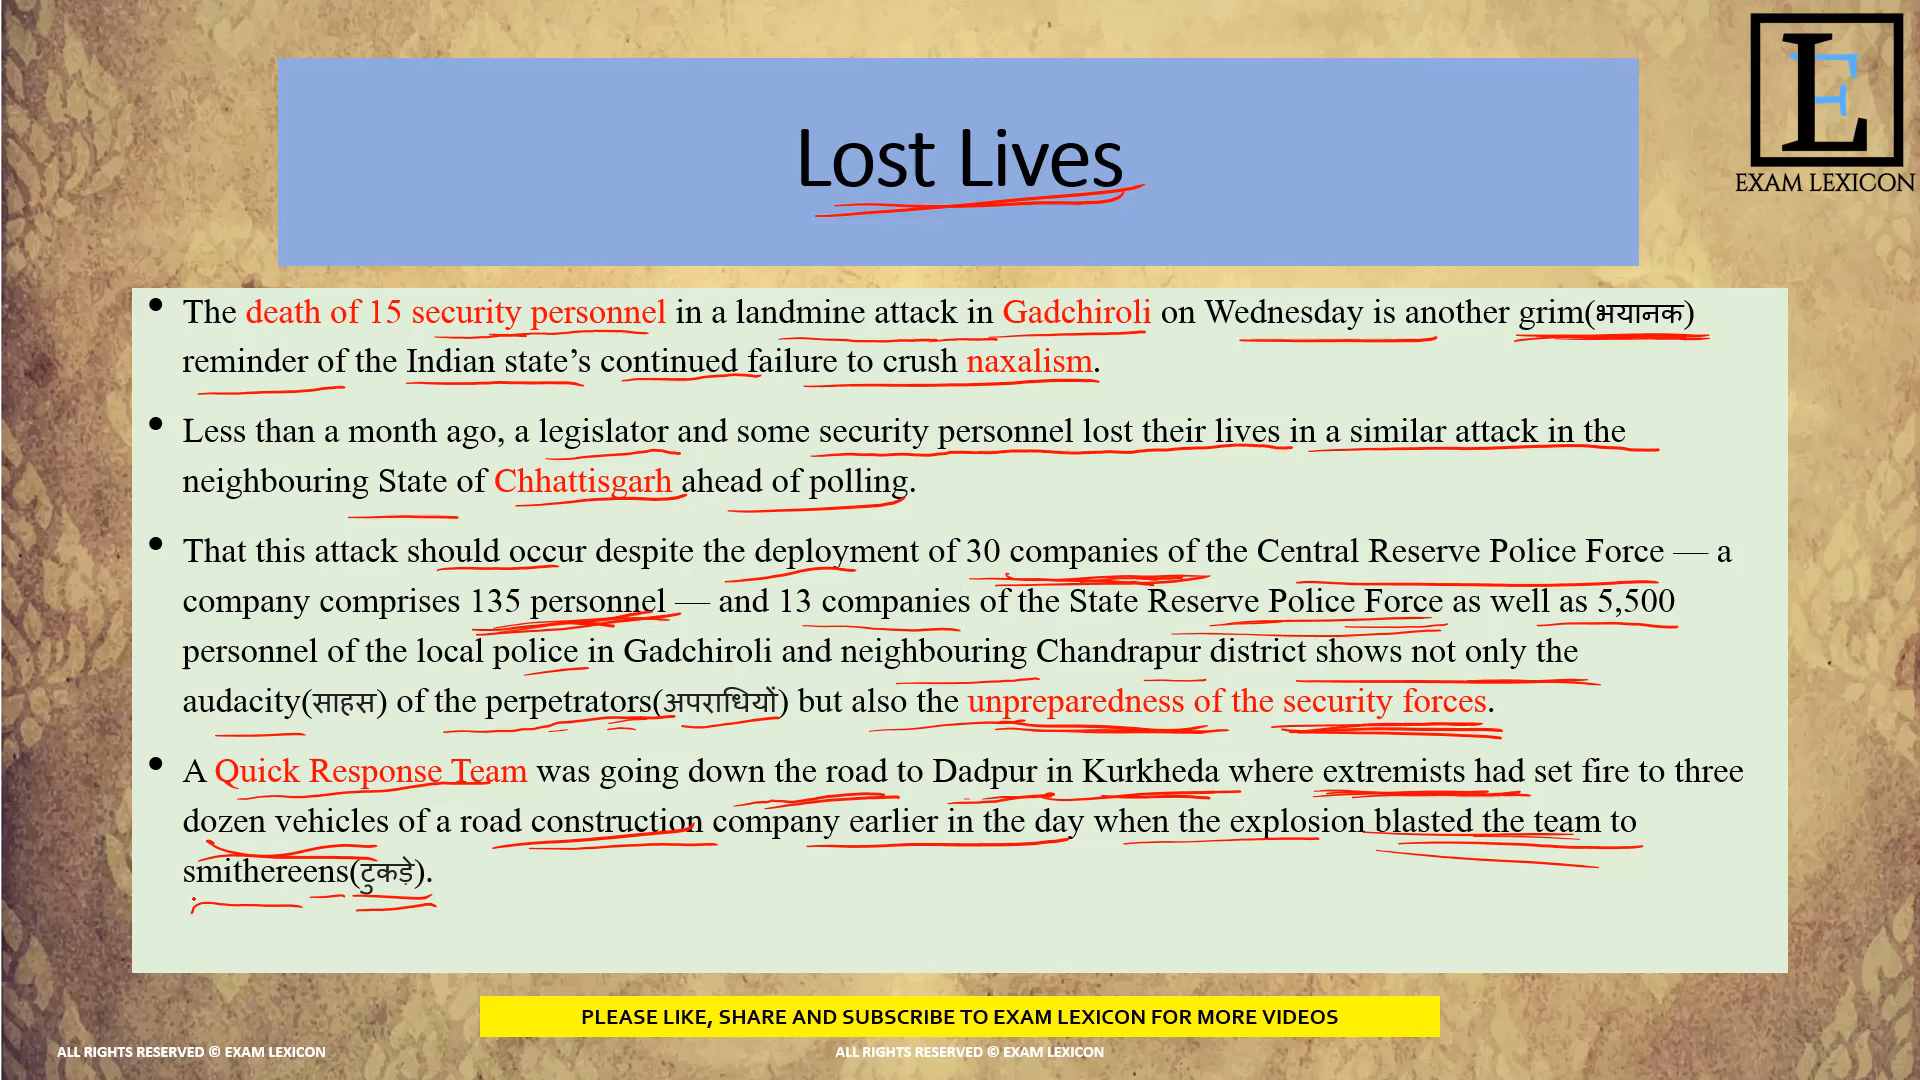 LE
EXAM LEXICON
Lost Lives
• The death of 15 security personnel in a landmine attack in Gadchiroli on Wednesday is another grim(भयानक)
reminder of the Indian state’s continued failure to crush naxalism.
• Less than a month ago, a legislator and some security personnel lost their lives in a similar attack in the
neighbouring State of Chhattisgarh ahead of polling.
• That this attack should occur despite the deployment of 30 companies of the Central Reserve Police Force — a
company comprises 135 personnel — and 13 companies of the State Reserve Police Force as well as 5,500
personnel of the local police in Gadchiroli and neighbouring Chandrapur district shows not only the
audacity(साहस) of the perpetrators(अपराधियों) but also the unpreparedness of the security forces.
• A Quick Response Team was going down the road to Dadpur in Kurkheda where extremists had set fire to three
dozen vehicles of a road construction company earlier in the day when the explosion blasted the team to
smithereens(टुकड़े).
PLEASE LIKE, SHARE AND SUBSCRIBE TO EXAM LEXICON FOR MORE VIDEOS
ALL RIGHTS RESERVED © EXAM LEXICON
ALL RIGHTS RESERVED © EXAM LEXICON